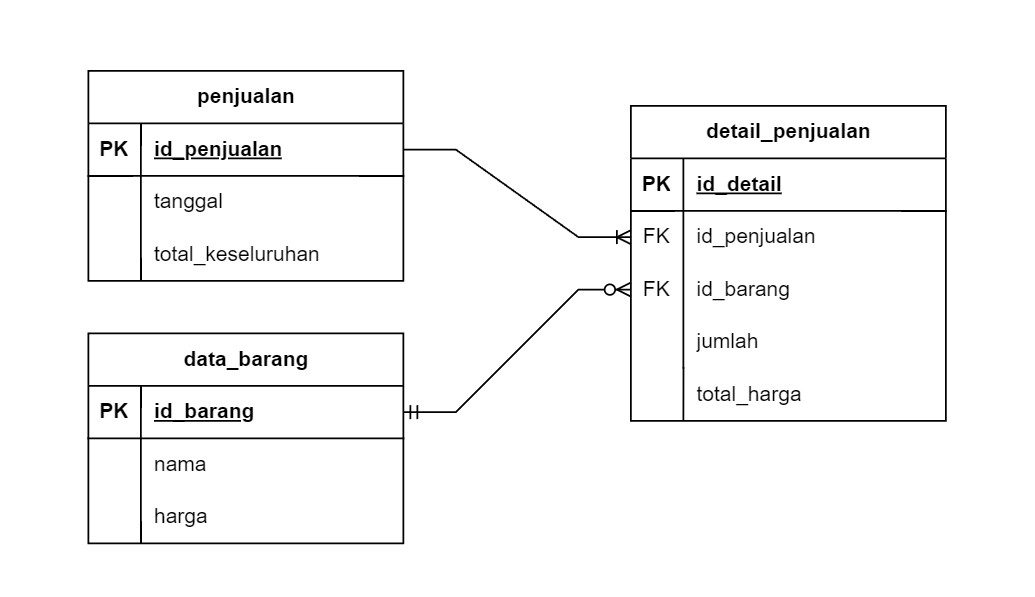 penjualan
PK id_penjualan
tanggal
total_keseluruhan
data_barang
PK id_barang
nama
harga
detail_penjualan
PK id_detail
FK id_penjualan
FK id_barang
jumlah
total_harga